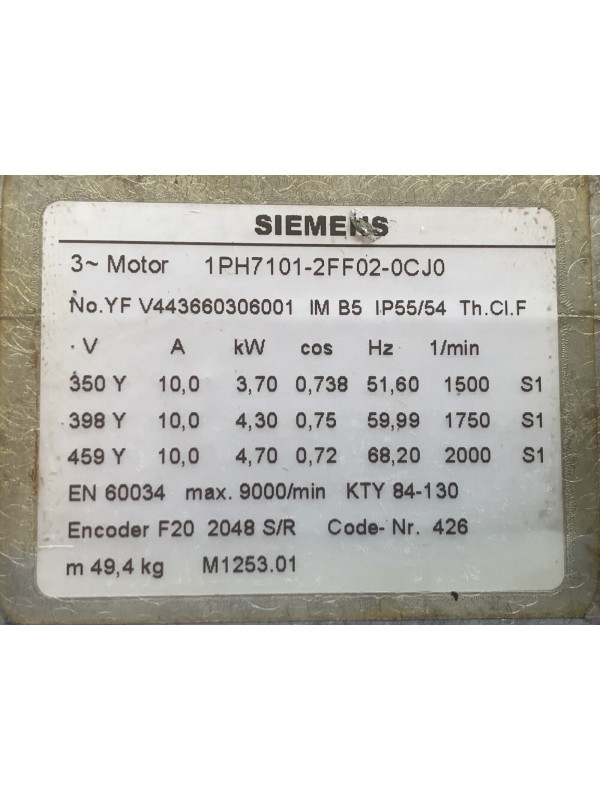 SIEMENS
3~ Motor 1PH7101-2FF02-0CJ0
No.YF V443660306001 IM B5 IP55/54 Th.Cl.F
V A kW cos Hz 1/min
350 Y 10,0 3,70 0,738 51,60 1500 S1
398 Y 10,0 4,30 0,75 59,99 1750 S1
459 Y 10,0 4,70 0,72 68,20 2000 S1
EN 60034 max. 9000/min KTY 84-130
Encoder F20 2048 S/R Code- Nr. 426
m 49,4 kg M1253.01